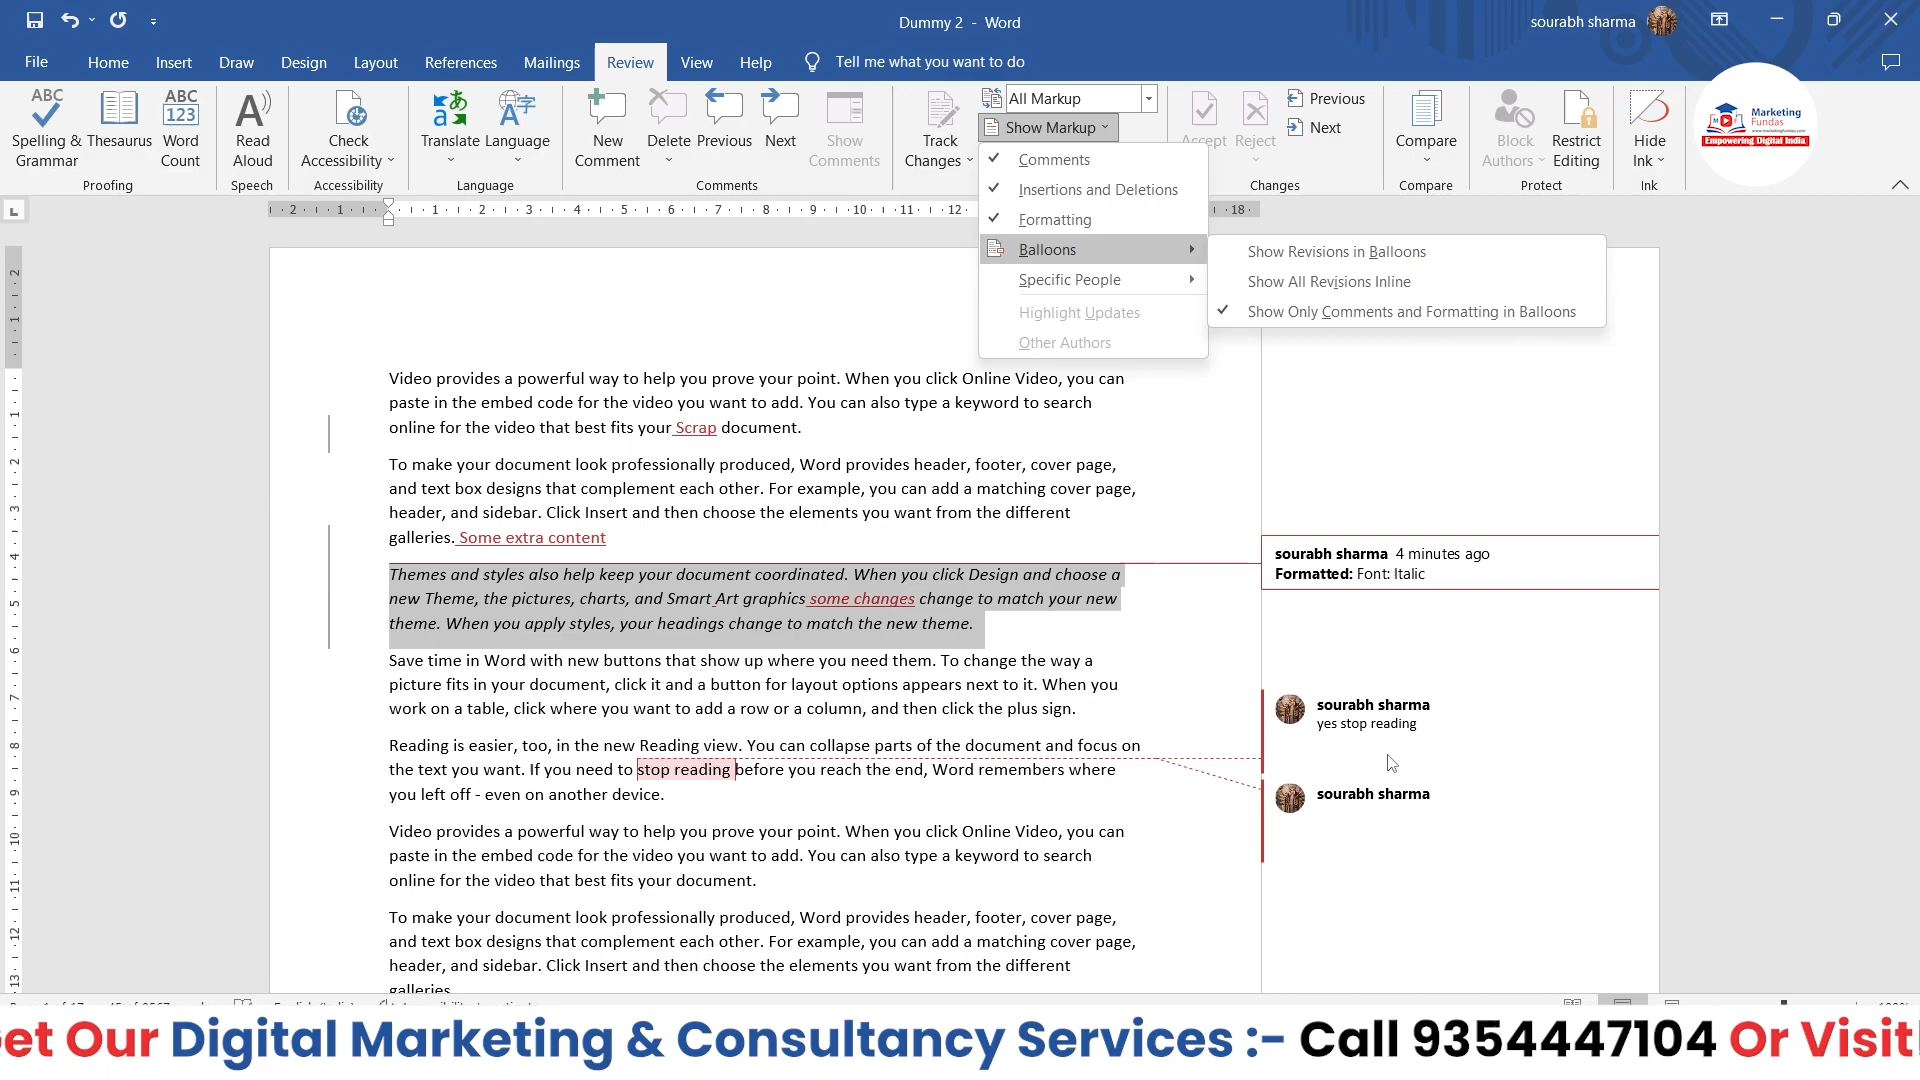 Dummy 2 - Word
sourabh sharma
File Home Insert Draw Design Layout References Mailings Review View Help Tell me what you want to do
Spelling & Grammar
Thesaurus
Word Count
Proofing
Read Aloud
Speech
Check Accessibility
Accessibility
Translate
Language
Language
New Comment
Delete
Previous
Next
Show Comments
Comments
Track Changes
All Markup
Show Markup
Accept
Reject
Previous
Next
Changes
Compare
Compare
Block Authors
Restrict Editing
Protect
Hide Ink
Ink
Marketing Fundas
Empowering Digital India!
Comments
Insertions and Deletions
Formatting
Balloons
Specific People
Highlight Updates
Other Authors
Show Revisions in Balloons
Show All Revisions Inline
Show Only Comments and Formatting in Balloons
Video provides a powerful way to help you prove your point. When you click Online Video, you can
paste in the embed code for the video you want to add. You can also type a keyword to search
online for the video that best fits your Scrap document.
To make your document look professionally produced, Word provides header, footer, cover page,
and text box designs that complement each other. For example, you can add a matching cover page,
header, and sidebar. Click Insert and then choose the elements you want from the different
galleries. Some extra content
Themes and styles also help keep your document coordinated. When you click Design and choose a
new Theme, the pictures, charts, and Smart Art graphics some changes change to match your new
theme. When you apply styles, your headings change to match the new theme.
Save time in Word with new buttons that show up where you need them. To change the way a
picture fits in your document, click it and a button for layout options appears next to it. When you
work on a table, click where you want to add a row or a column, and then click the plus sign.
Reading is easier, too, in the new Reading view. You can collapse parts of the document and focus on
the text you want. If you need to stop reading before you reach the end, Word remembers where
you left off - even on another device.
Video provides a powerful way to help you prove your point. When you click Online Video, you can
paste in the embed code for the video you want to add. You can also type a keyword to search
online for the video that best fits your document.
To make your document look professionally produced, Word provides header, footer, cover page,
and text box designs that complement each other. For example, you can add a matching cover page,
header, and sidebar. Click Insert and then choose the elements you want from the different
galleries.
sourabh sharma 4 minutes ago
Formatted: Font: Italic
sourabh sharma
yes stop reading
sourabh sharma
et Our Digital Marketing & Consultancy Services :- Call 9354447104 Or Visit